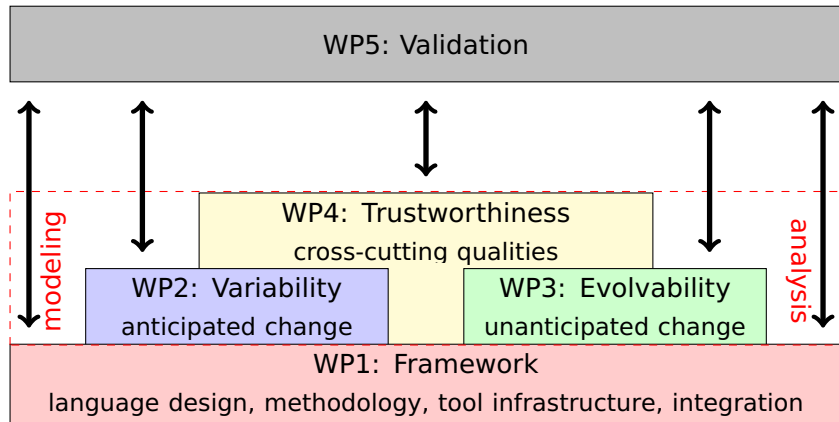 WP5: Validation
WP4: Trustworthiness
cross-cutting qualities
modeling
analysis
WP2: Variability
anticipated change
WP3: Evolvability
unanticipated change
WP1: Framework
language design, methodology, tool infrastructure, integration